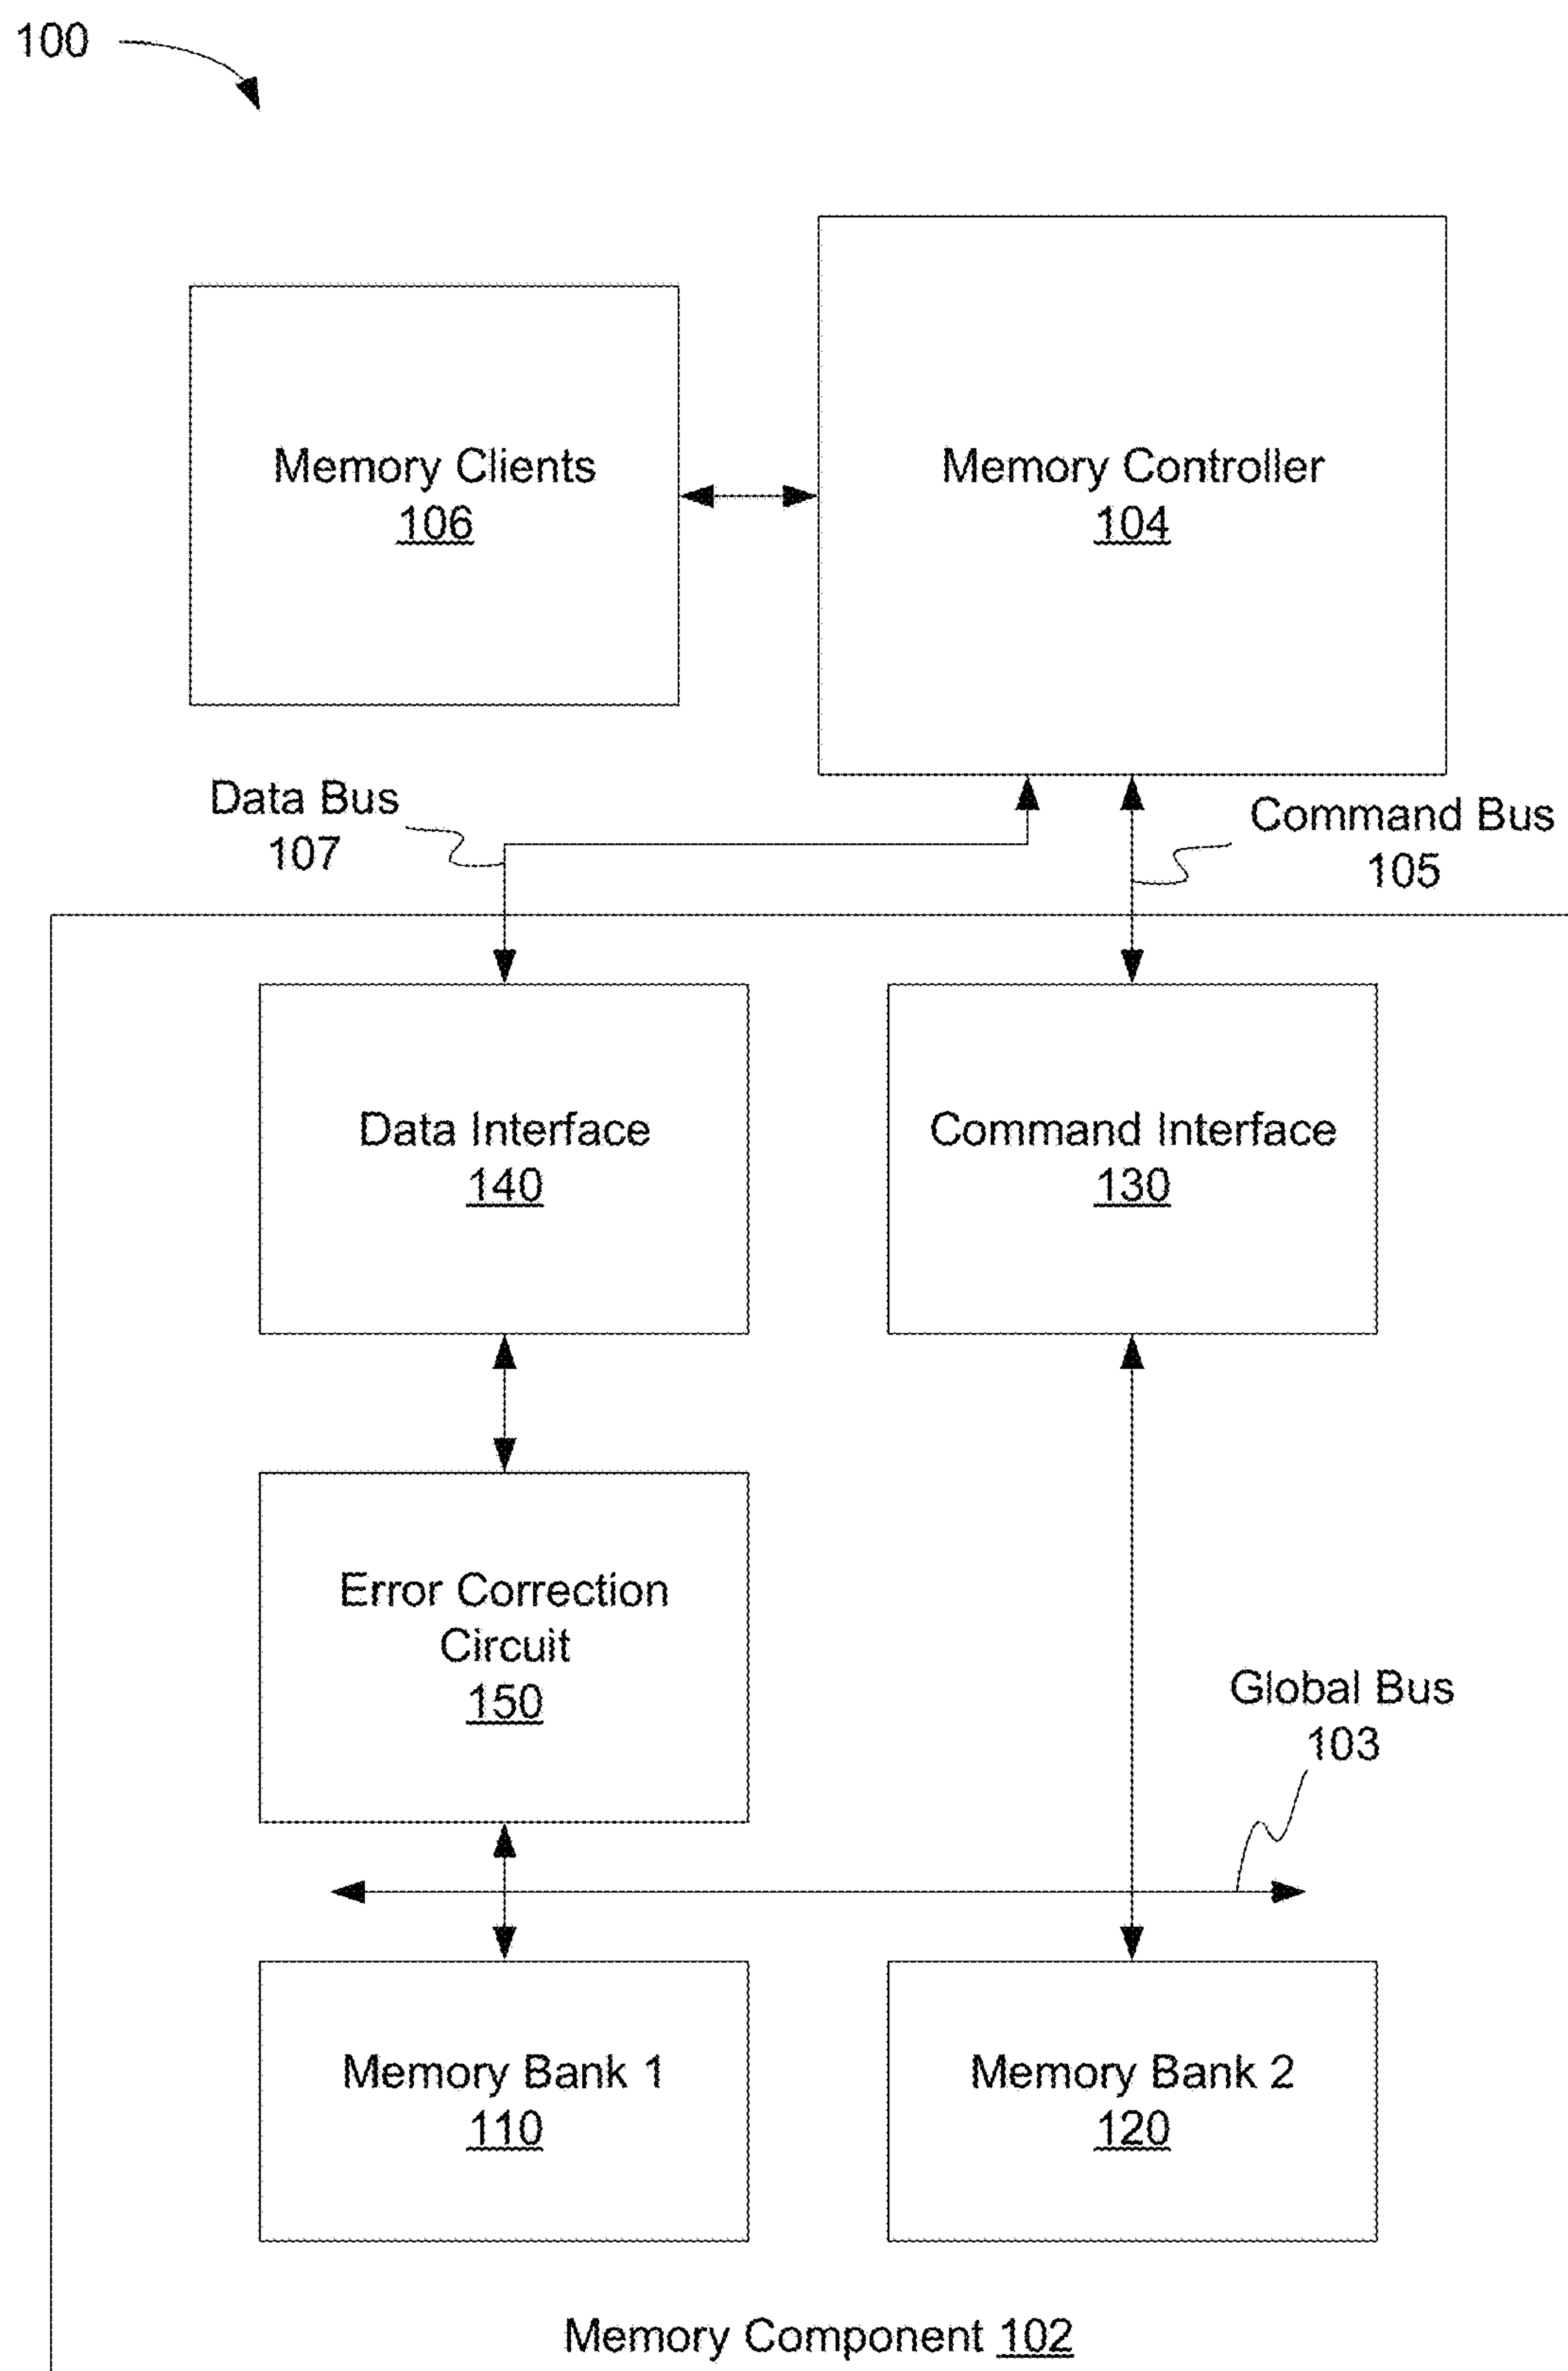 100
Memory Clients
106
Memory Controller
104
Data Bus
107
Command Bus
105
Data Interface
140
Command Interface
130
Error Correction
Circuit
150
Global Bus
103
Memory Bank 1
110
Memory Bank 2
120
Memory Component 102